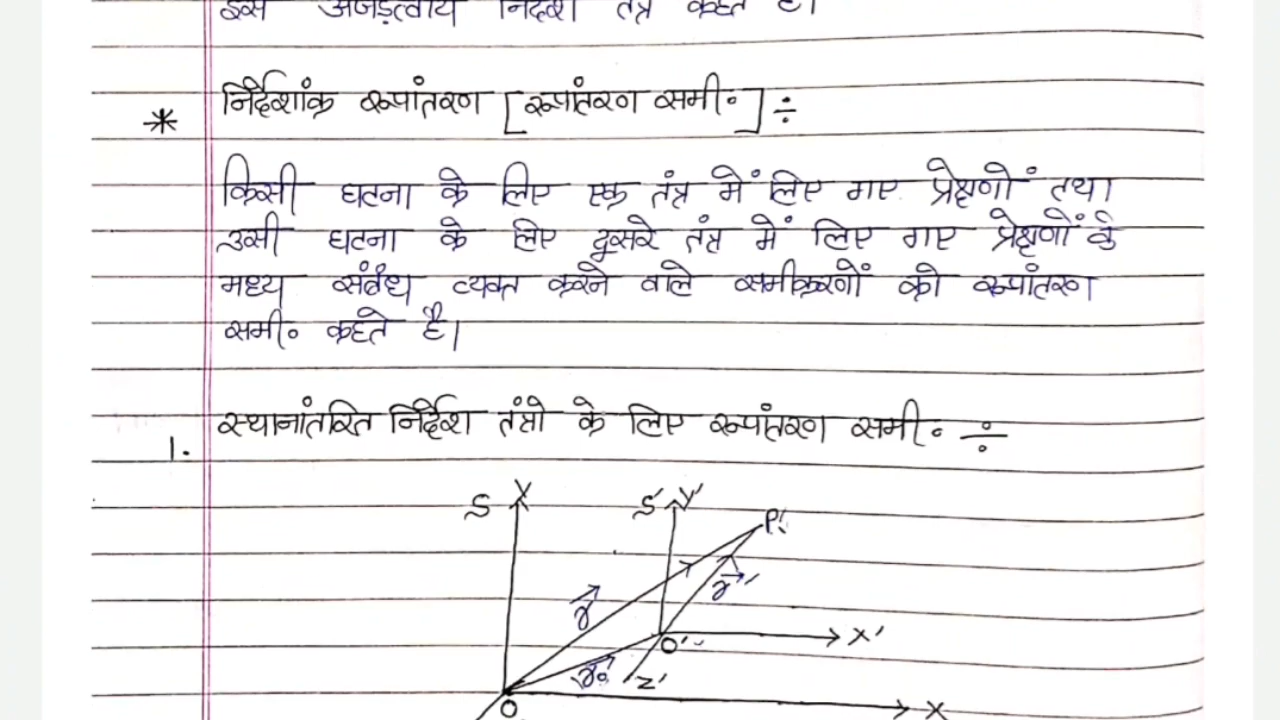 इसे अजड़त्वीय निर्देश तंत्र कहते है।
* निर्देशांक रूपांतरण [रूपांतरण समी॰] ÷
किसी घटना के लिए एक तंत्र में लिए गए प्रेक्षणों तथा
उसी घटना के लिए दुसरे तंत्र में लिए गए प्रेक्षणों के
मध्य संबंध व्यक्त करने वाले समीकरणों को रूपांतरण
समी॰ कहते है।
1. स्थानांतरित निर्देश तंत्रो के लिए रूपांतरण समी॰ ÷
S Y S' Y' P
r⃗ r⃗'
O' X'
r⃗₀ Z'
O X